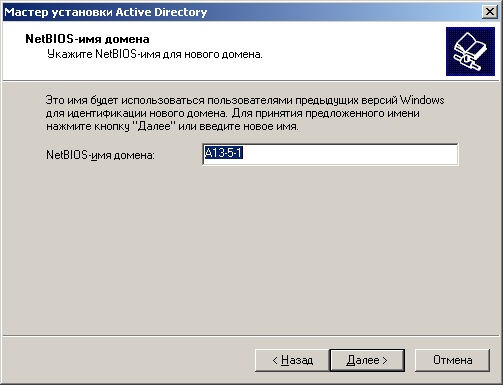 Мастер установки Active Directory
NetBIOS-имя домена
Укажите NetBIOS-имя для нового домена.
Это имя будет использоваться пользователями предыдущих версий Windows
для идентификации нового домена. Для принятия предложенного имени
нажмите кнопку "Далее" или введите новое имя.
NetBIOS-имя домена: A13-5-1
< Назад Далее > Отмена